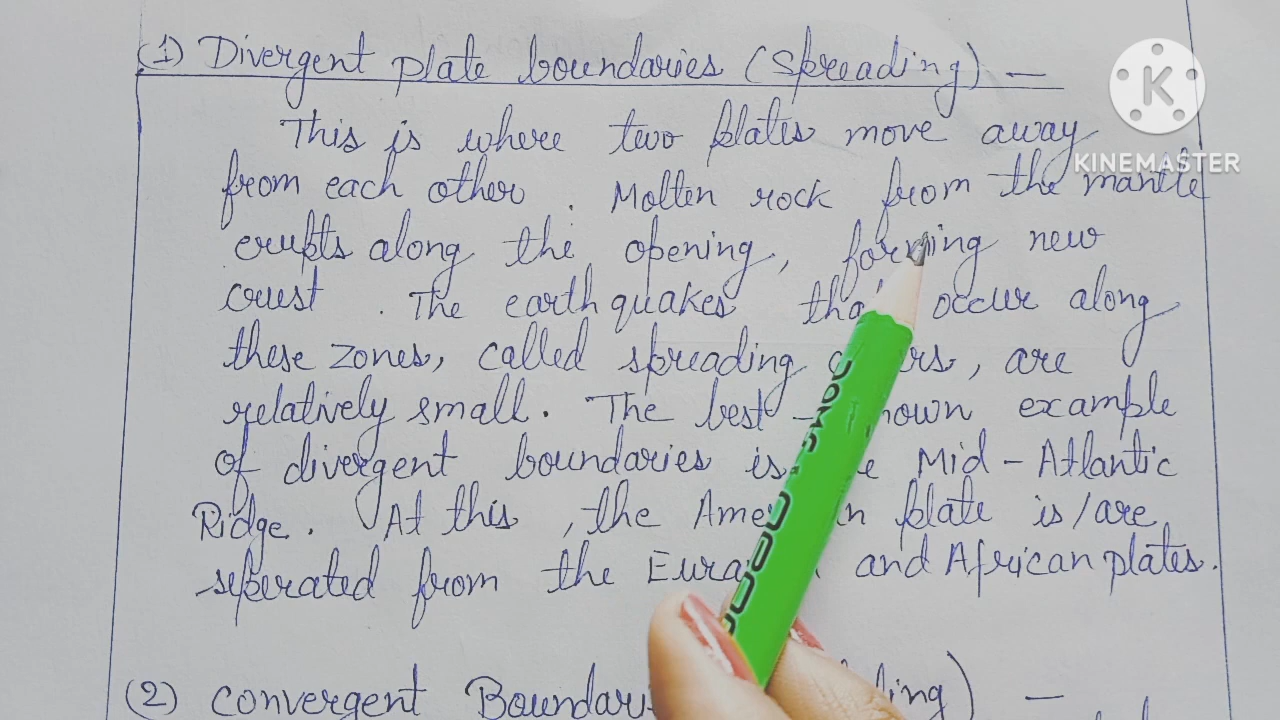 (1) Divergent plate boundaries (Spreading) —
This is where two plates move away
from each other. Molten rock from the mantle
erupts along the opening, forming new
crust. The earthquakes occur along
these zones, called spreading are
relatively small. The best - example
of divergent boundaries is Mid - Atlantic
Ridge. At this, the plate is/are
seperated from the and African plates.
(2) Convergent —
K
KINEMASTER
DOMS